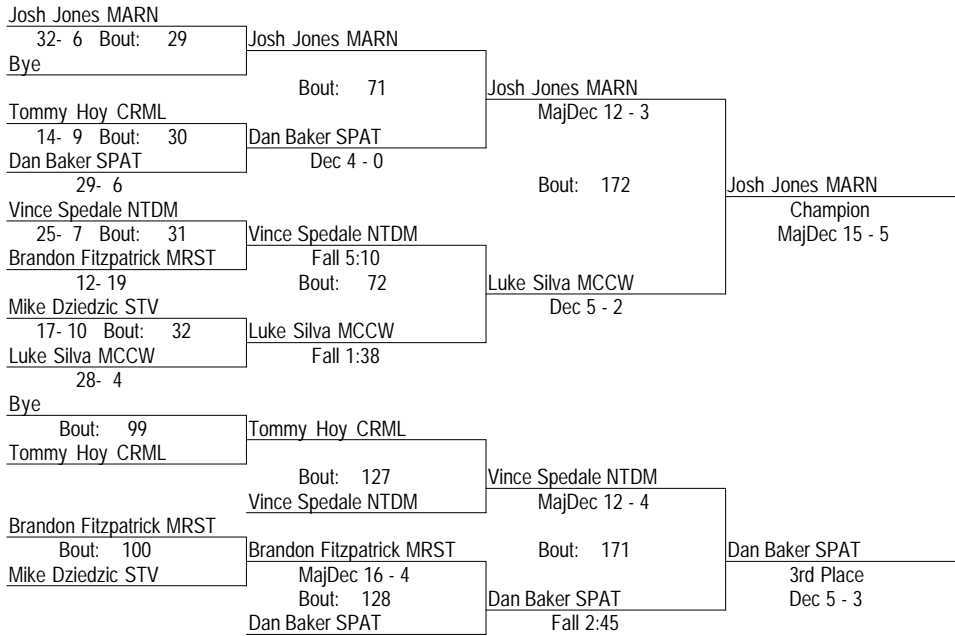 Josh Jones MARN
32- 6 Bout: 29 Josh Jones MARN
Bye
Bout: 71 Josh Jones MARN
Tommy Hoy CRML MajDec 12 - 3
14- 9 Bout: 30 Dan Baker SPAT
Dan Baker SPAT Dec 4 - 0
29- 6 Bout: 172 Josh Jones MARN
Vince Spedale NTDM Champion
25- 7 Bout: 31 Vince Spedale NTDM MajDec 15 - 5
Brandon Fitzpatrick MRST Fall 5:10
12- 19 Bout: 72 Luke Silva MCCW
Mike Dziedzic STV Dec 5 - 2
17- 10 Bout: 32 Luke Silva MCCW
Luke Silva MCCW Fall 1:38
28- 4
Bye
Bout: 99 Tommy Hoy CRML
Tommy Hoy CRML
Bout: 127 Vince Spedale NTDM
Vince Spedale NTDM MajDec 12 - 4
Brandon Fitzpatrick MRST
Bout: 100 Brandon Fitzpatrick MRST Bout: 171 Dan Baker SPAT
Mike Dziedzic STV MajDec 16 - 4 3rd Place
Bout: 128 Dan Baker SPAT Dec 5 - 3
Dan Baker SPAT Fall 2:45